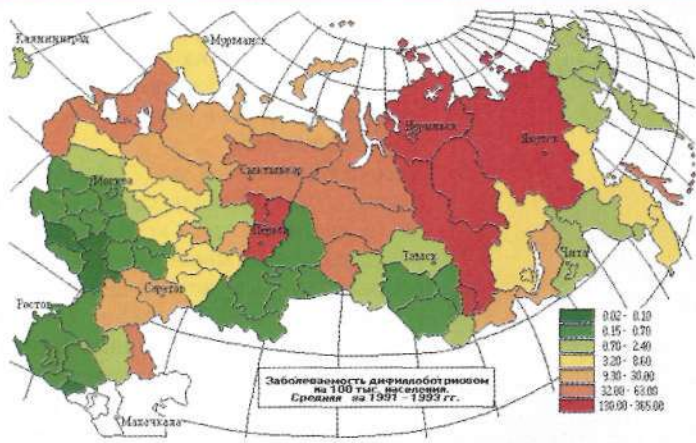 Калининград
Мурманск
Норильск
Якутск
Сыктывкар
Москва
Пермь
Томск
Чита
Саратов
Ростов
Махачкала
0.02 - 0.10
0.15 - 0.70
0.70 - 2.40
3.20 - 8.60
9.30 - 30.00
32.00 - 63.00
130.00 - 365.00
Заболеваемость дифиллоботриозом
на 100 тыс. населения.
Средняя за 1991 - 1993 гг.